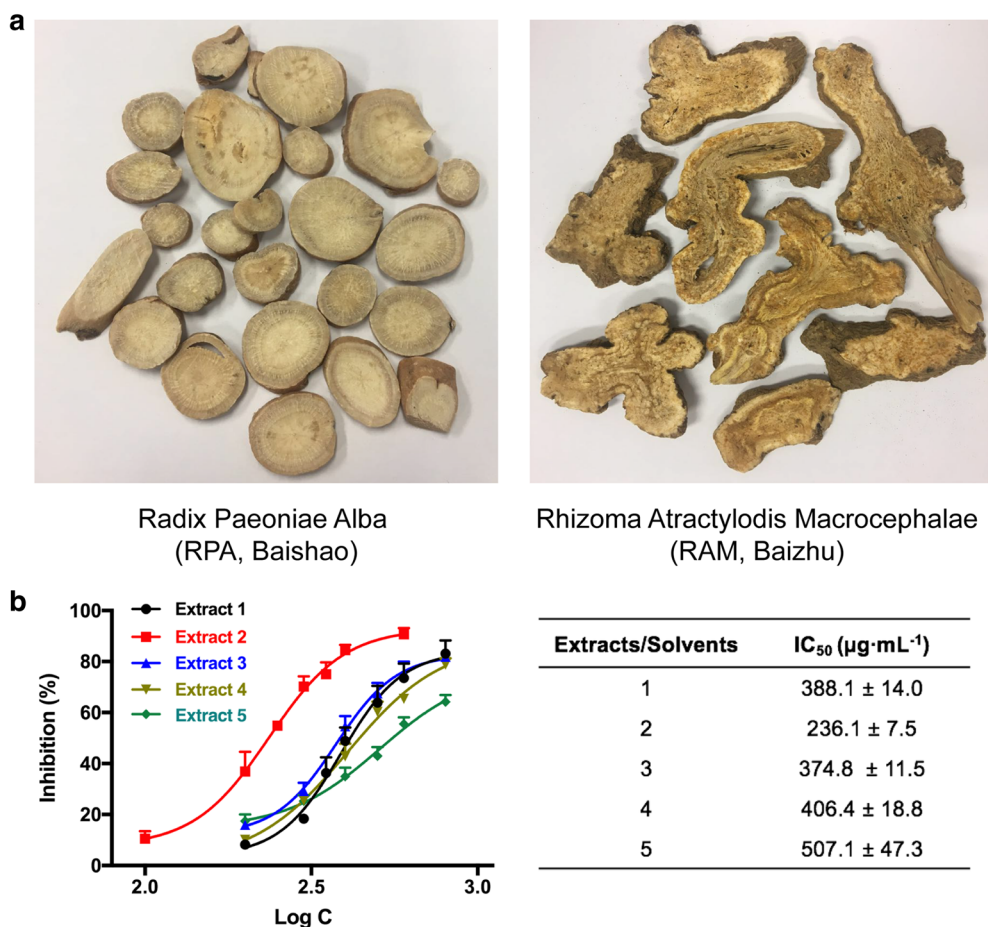 a
Radix Paeoniae Alba
(RPA, Baishao)
Rhizoma Atractylodis Macrocephalae
(RAM, Baizhu)
b
Extract 1
Extract 2
Extract 3
Extract 4
Extract 5
100
80
60
40
20
0
Inhibition (%)
2.0 2.5 3.0
Log C
Extracts/Solvents IC50 (µg·mL-1)
1 388.1 ± 14.0
2 236.1 ± 7.5
3 374.8 ± 11.5
4 406.4 ± 18.8
5 507.1 ± 47.3